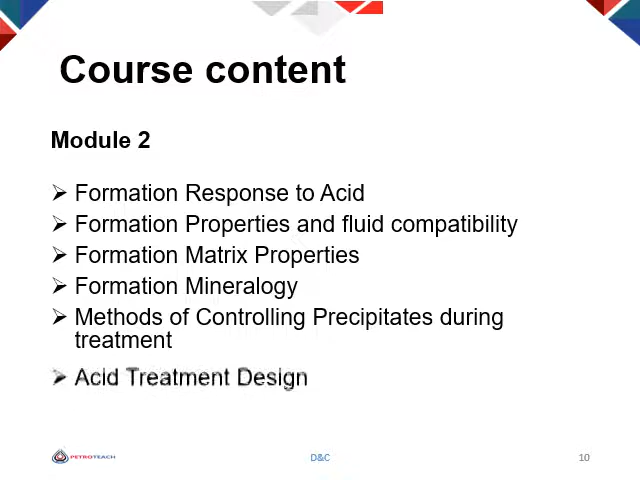 Course content
Module 2
➢ Formation Response to Acid
➢ Formation Properties and fluid compatibility
➢ Formation Matrix Properties
➢ Formation Mineralogy
➢ Methods of Controlling Precipitates during
treatment
➢ Acid Treatment Design
PETROTEACH
D&C
10